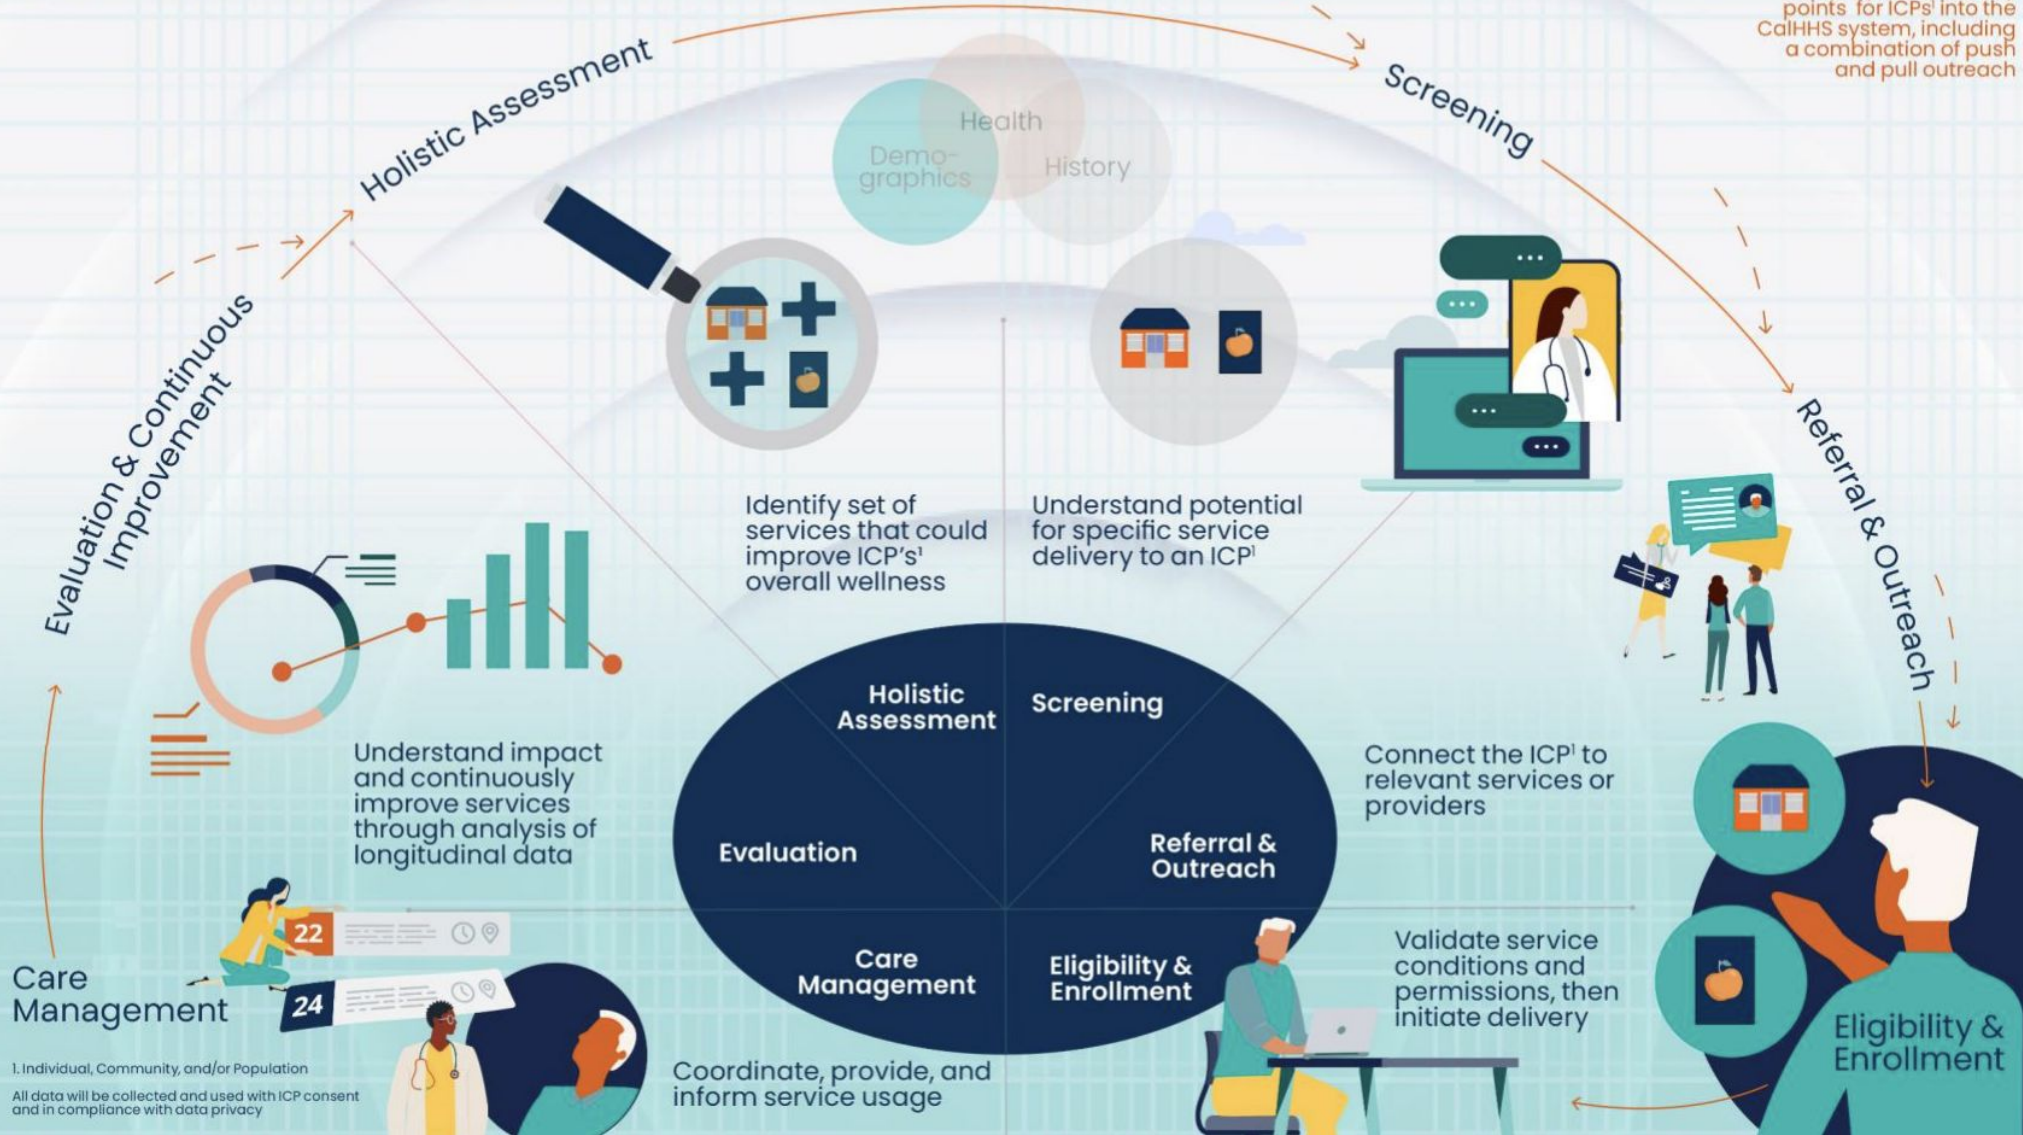 points for ICPs¹ into the
CalHHS system, including
a combination of push
and pull outreach
Holistic Assessment
Screening
Health
Demo-
graphics
History
Evaluation & Continuous
Improvement
Referral & Outreach
Identify set of
services that could
improve ICP's¹
overall wellness
Understand potential
for specific service
delivery to an ICP¹
Holistic
Assessment
Screening
Understand impact
and continuously
improve services
through analysis of
longitudinal data
Connect the ICP¹ to
relevant services or
providers
Evaluation
Referral &
Outreach
22
24
Care
Management
Care
Management
Eligibility &
Enrollment
Validate service
conditions and
permissions, then
initiate delivery
Eligibility &
Enrollment
Coordinate, provide, and
inform service usage
1. Individual, Community, and/or Population
All data will be collected and used with ICP consent
and in compliance with data privacy